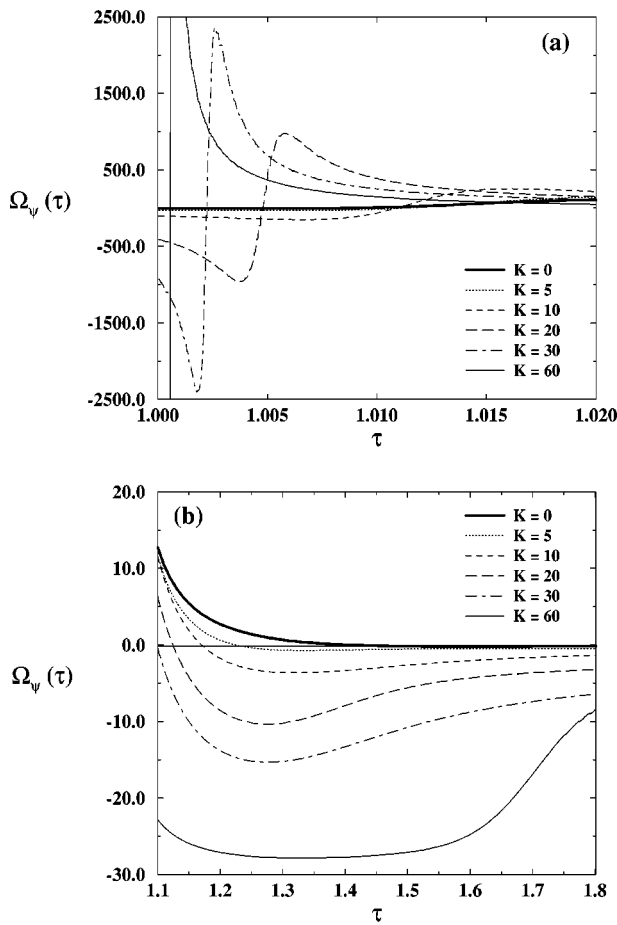 2500.0
(a)
1500.0
500.0
Ωψ (τ)
-500.0
-1500.0
-2500.0
K = 0
K = 5
K = 10
K = 20
K = 30
K = 60
1.000
1.005
1.010
1.015
1.020
τ
20.0
(b)
10.0
0.0
Ωψ (τ)
-10.0
-20.0
-30.0
K = 0
K = 5
K = 10
K = 20
K = 30
K = 60
1.1
1.2
1.3
1.4
1.5
1.6
1.7
1.8
τ